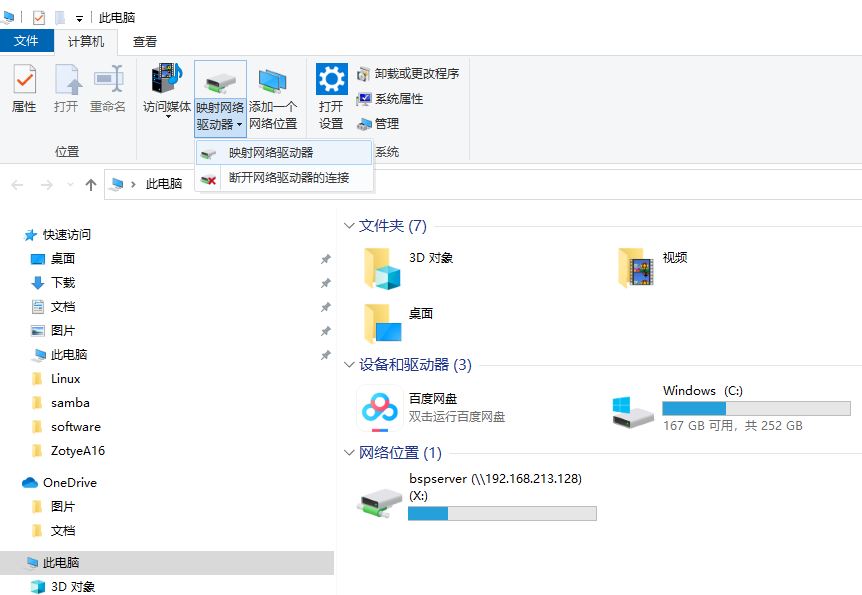 此电脑
文件
计算机
查看
属性
打开
重命名
访问媒体
映射网络
驱动器
添加一个
网络位置
打开
设置
卸载或更改程序
系统属性
管理
位置
系统
映射网络驱动器
断开网络驱动器的连接
此电脑
快速访问
桌面
下载
文档
图片
此电脑
Linux
samba
software
ZotyeA16
OneDrive
图片
文档
此电脑
3D 对象
文件夹 (7)
3D 对象
视频
桌面
设备和驱动器 (3)
百度网盘
双击运行百度网盘
Windows (C:)
167 GB 可用，共 252 GB
网络位置 (1)
bspserver (\\192.168.213.128)
(X:)